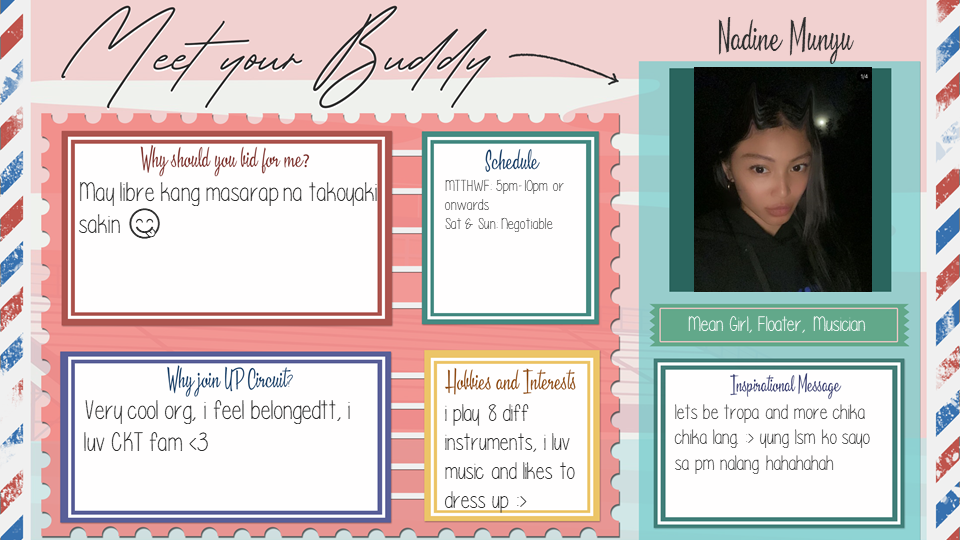 Meet your Buddy
Nadine Munyu
1/4
Why should you bid for me?
May libre kang masarap na takoyaki
sakin 😋
Schedule
MTTHWF: 5pm-10pm or
onwards
Sat & Sun: Negotiable
Mean Girl, Floater, Musician
Why join UP Circuit?
Very cool org, i feel belongedtt, i
luv CKT fam <3
Hobbies and Interests
i play 8 diff
instruments, i luv
music and likes to
dress up :>
Inspirational Message
lets be tropa and more chika
chika lang. :> yung lsm ko sayo
sa pm nalang hahahahah